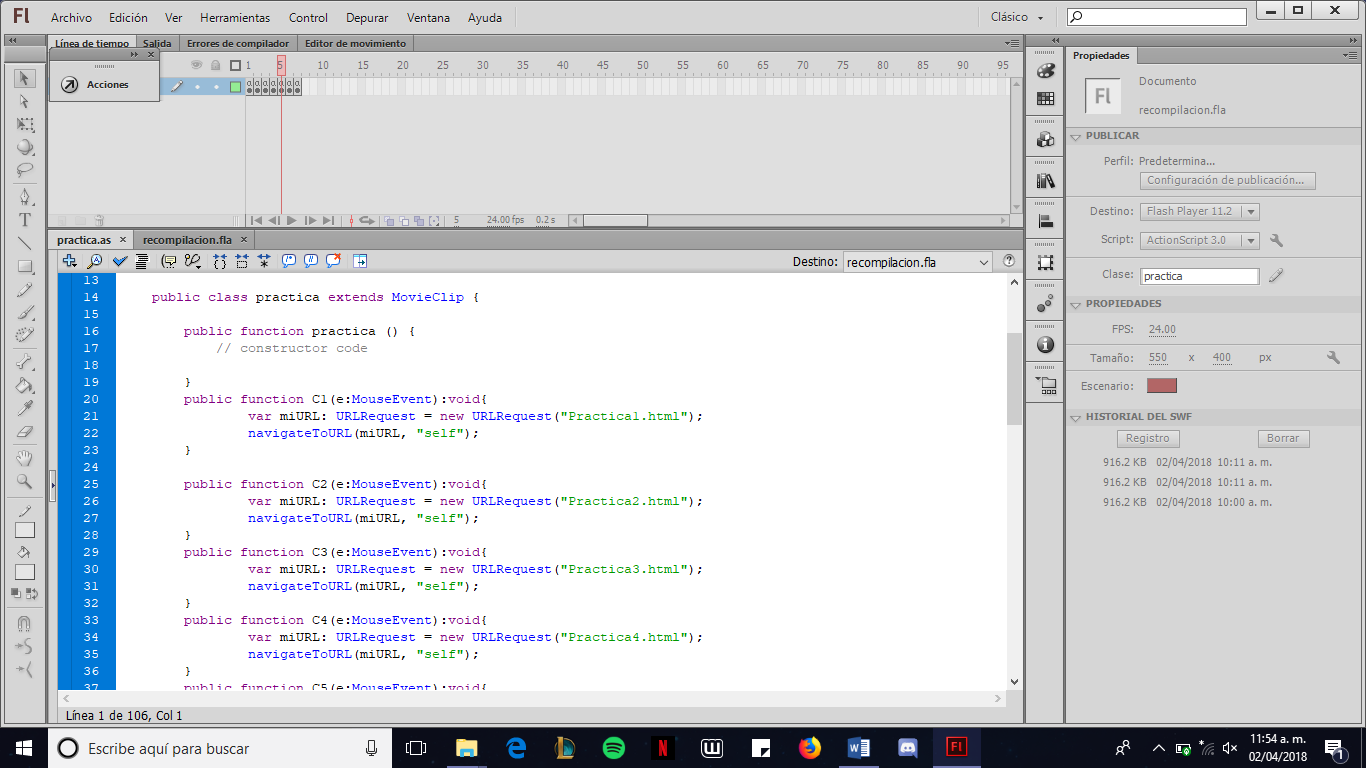 Fl Archivo Edición Ver Herramientas Control Depurar Ventana Ayuda Clásico
Línea de tiempo Salida Errores de compilador Editor de movimiento
Acciones
1 5 10 15 20 25 30 35 40 45 50 55 60 65 70 75 80 85 90 95
5 24.00 fps 0.2 s
practica.as recompilacion.fla
Destino: recompilacion.fla
13
14 public class practica extends MovieClip {
15
16 public function practica () {
17 // constructor code
18
19 }
20 public function C1(e:MouseEvent):void{
21 var miURL: URLRequest = new URLRequest("Practica1.html");
22 navigateToURL(miURL, "self");
23 }
24
25 public function C2(e:MouseEvent):void{
26 var miURL: URLRequest = new URLRequest("Practica2.html");
27 navigateToURL(miURL, "self");
28 }
29 public function C3(e:MouseEvent):void{
30 var miURL: URLRequest = new URLRequest("Practica3.html");
31 navigateToURL(miURL, "self");
32 }
33 public function C4(e:MouseEvent):void{
34 var miURL: URLRequest = new URLRequest("Practica4.html");
35 navigateToURL(miURL, "self");
36 }
37 public function C5(e:MouseEvent):void{
Línea 1 de 106, Col 1
Propiedades
Fl Documento
recompilacion.fla
PUBLICAR
Perfil: Predetermina...
Configuración de publicación...
Destino: Flash Player 11.2
Script: ActionScript 3.0
Clase: practica
PROPIEDADES
FPS: 24.00
Tamaño: 550 x 400 px
Escenario:
HISTORIAL DEL SWF
Registro Borrar
916.2 KB 02/04/2018 10:11 a. m.
916.2 KB 02/04/2018 10:11 a. m.
916.2 KB 02/04/2018 10:00 a. m.
Escribe aquí para buscar
N
W
W
Fl
11:54 a. m.
02/04/2018
1